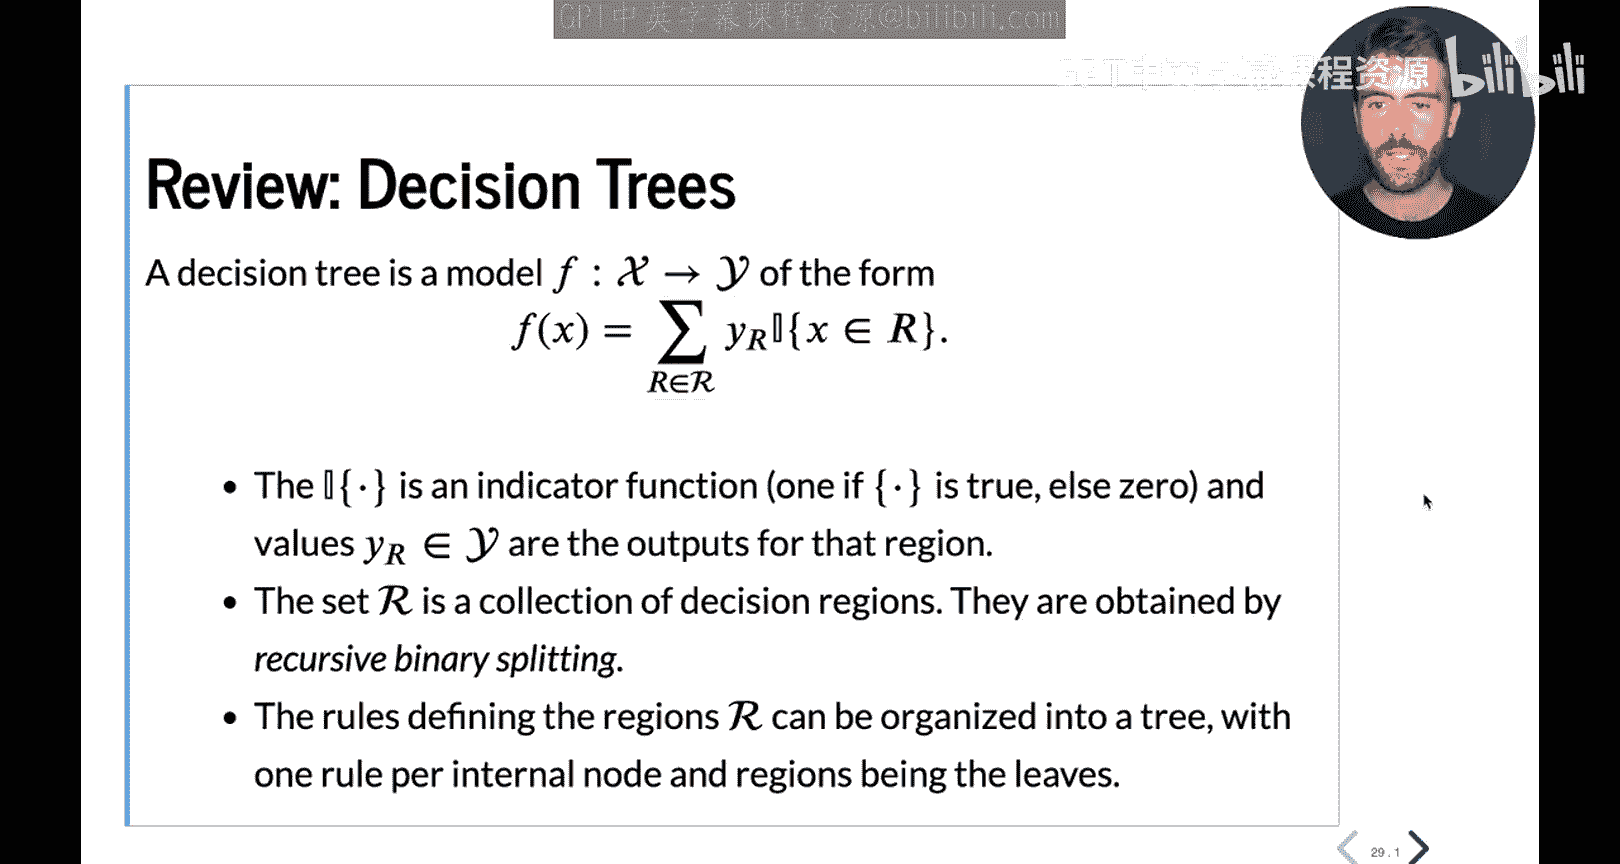 GPT中英字幕课程资源@bilibili.com
课程资源 bilibili
Review: Decision Trees
A decision tree is a model f : 𝒳 → 𝒴 of the form
f(x) = ∑ y_R 𝕀{x ∈ R}.
R∈ℛ
• The 𝕀{·} is an indicator function (one if {·} is true, else zero) and
values y_R ∈ 𝒴 are the outputs for that region.
• The set ℛ is a collection of decision regions. They are obtained by
recursive binary splitting.
• The rules defining the regions ℛ can be organized into a tree, with
one rule per internal node and regions being the leaves.
29 . 1